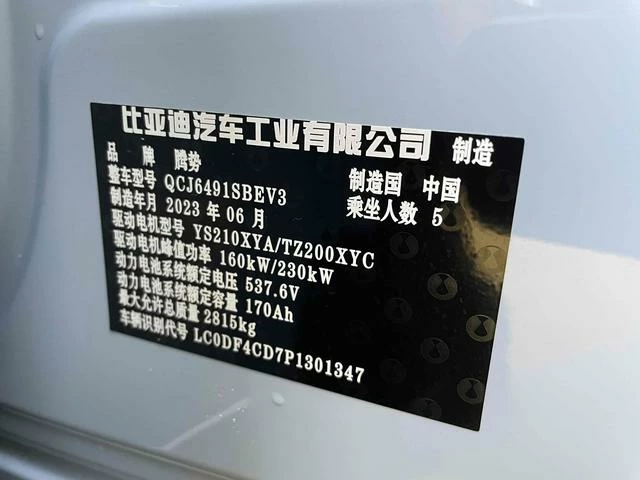 比亚迪汽车工业有限公司 制造
品 牌 腾势
整车型号 QCJ6491SBEV3
制造国 中国
制造年月 2023 年 06 月
乘坐人数 5
驱动电机型号 YS210XYA/TZ200XYC
驱动电机峰值功率 160kW/230kW
动力电池系统额定电压 537.6V
动力电池系统额定容量 170Ah
最大允许总质量 2815kg
车辆识别代号 LC0DF4CD7P1301347